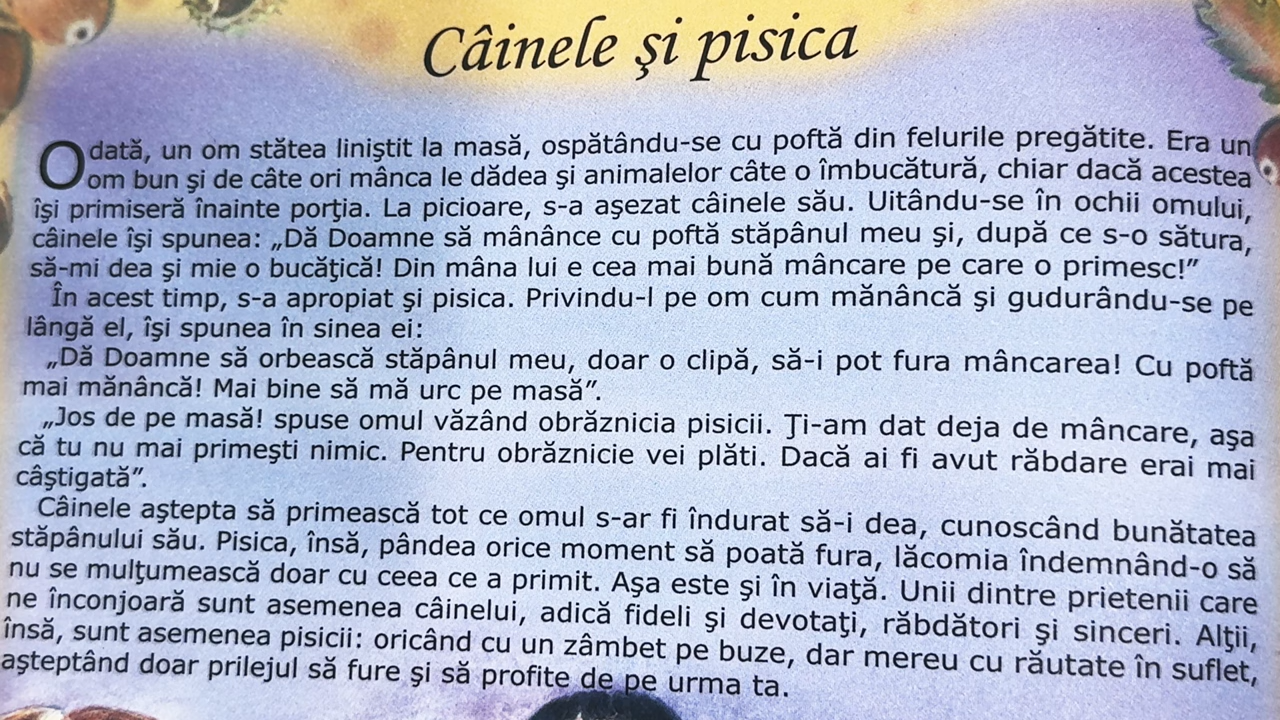 Câinele şi pisica
Odată, un om stătea liniştit la masă, ospătându-se cu poftă din felurile pregătite. Era un
om bun şi de câte ori mânca le dădea şi animalelor câte o îmbucătură, chiar dacă acestea
îşi primiseră înainte porţia. La picioare, s-a aşezat câinele său. Uitându-se în ochii omului,
câinele îşi spunea: „Dă Doamne să mânânce cu poftă stăpânul meu şi, după ce s-o sătura,
să-mi dea şi mie o bucăţică! Din mâna lui e cea mai bună mâncare pe care o primesc!”
În acest timp, s-a apropiat şi pisica. Privindu-l pe om cum mănâncă şi gudurându-se pe
lângă el, îşi spunea în sinea ei:
„Dă Doamne să orbească stăpânul meu, doar o clipă, să-i pot fura mâncarea! Cu poftă
mai mănâncă! Mai bine să mă urc pe masă”.
„Jos de pe masă! spuse omul văzând obrăznicia pisicii. Ţi-am dat deja de mâncare, aşa
că tu nu mai primeşti nimic. Pentru obrăznicie vei plăti. Dacă ai fi avut răbdare erai mai
câştigată”.
Câinele aştepta să primească tot ce omul s-ar fi îndurat să-i dea, cunoscând bunătatea
stăpânului său. Pisica, însă, pândea orice moment să poată fura, lăcomia îndemnând-o să
nu se mulţumească doar cu ceea ce a primit. Aşa este şi în viaţă. Unii dintre prietenii care
ne înconjoară sunt asemenea câinelui, adică fideli şi devotaţi, răbdători şi sinceri. Alţii,
însă, sunt asemenea pisicii: oricând cu un zâmbet pe buze, dar mereu cu răutate în suflet,
aşteptând doar prilejul să fure şi să profite de pe urma ta.